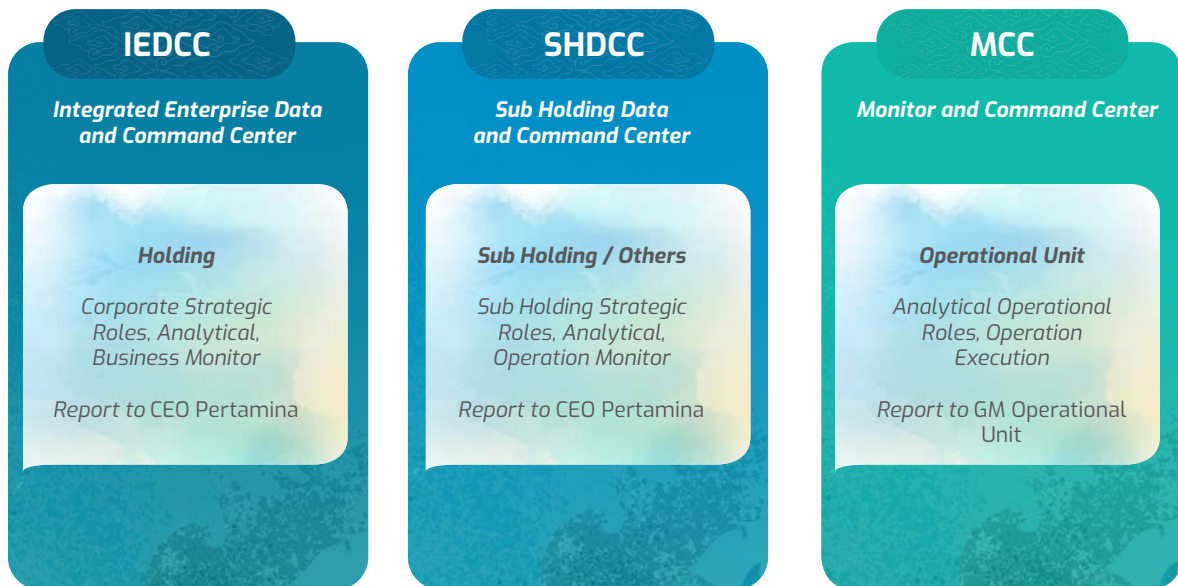 IEDCC
Integrated Enterprise Data
and Command Center
Holding
Corporate Strategic
Roles, Analytical,
Business Monitor
Report to CEO Pertamina
SHDCC
Sub Holding Data
and Command Center
Sub Holding / Others
Sub Holding Strategic
Roles, Analytical,
Operation Monitor
Report to CEO Pertamina
MCC
Monitor and Command Center
Operational Unit
Analytical Operational
Roles, Operation
Execution
Report to GM Operational
Unit